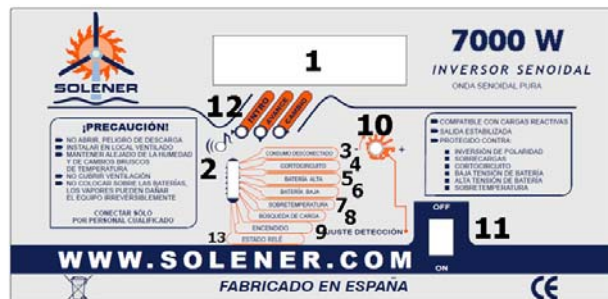 1
7000 W
INVERSOR SENOIDAL
ONDA SENOIDAL PURA
SOLENER
12
INTRO
AVANCE
CAMBIO
10
- +
2
¡PRECAUCIÓN!
NO ABRIR, PELIGRO DE DESCARGA
INSTALAR EN LOCAL VENTILADO
MANTENER ALEJADO DE LA HUMEDAD
Y DE CAMBIOS BRUSCOS
DE TEMPERATURA
NO CUBRIR VENTILACIÓN
NO COLOCAR SOBRE LAS BATERÍAS,
LOS VAPORES PUEDEN DAÑAR
EL EQUIPO IRREVERSIBLEMENTE
CONECTAR SÓLO
POR PERSONAL CUALIFICADO
CONSUMO DESCONECTADO 3
CORTOCIRCUITO 4
BATERÍA ALTA 5
BATERÍA BAJA 6
SOBRETEMPERATURA 7
BÚSQUEDA DE CARGA 8
ENCENDIDO 9
13 ESTADO RELÉ
AJUSTE DETECCIÓN
COMPATIBLE CON CARGAS REACTIVAS
SALIDA ESTABILIZADA
PROTEGIDO CONTRA:
INVERSIÓN DE POLARIDAD
SOBRECARGAS
CORTOCIRCUITO
BAJA TENSIÓN DE BATERÍA
ALTA TENSIÓN DE BATERÍA
SOBRETEMPERATURA
OFF
11
ON
WWW.SOLENER.COM
FABRICADO EN ESPAÑA
CE